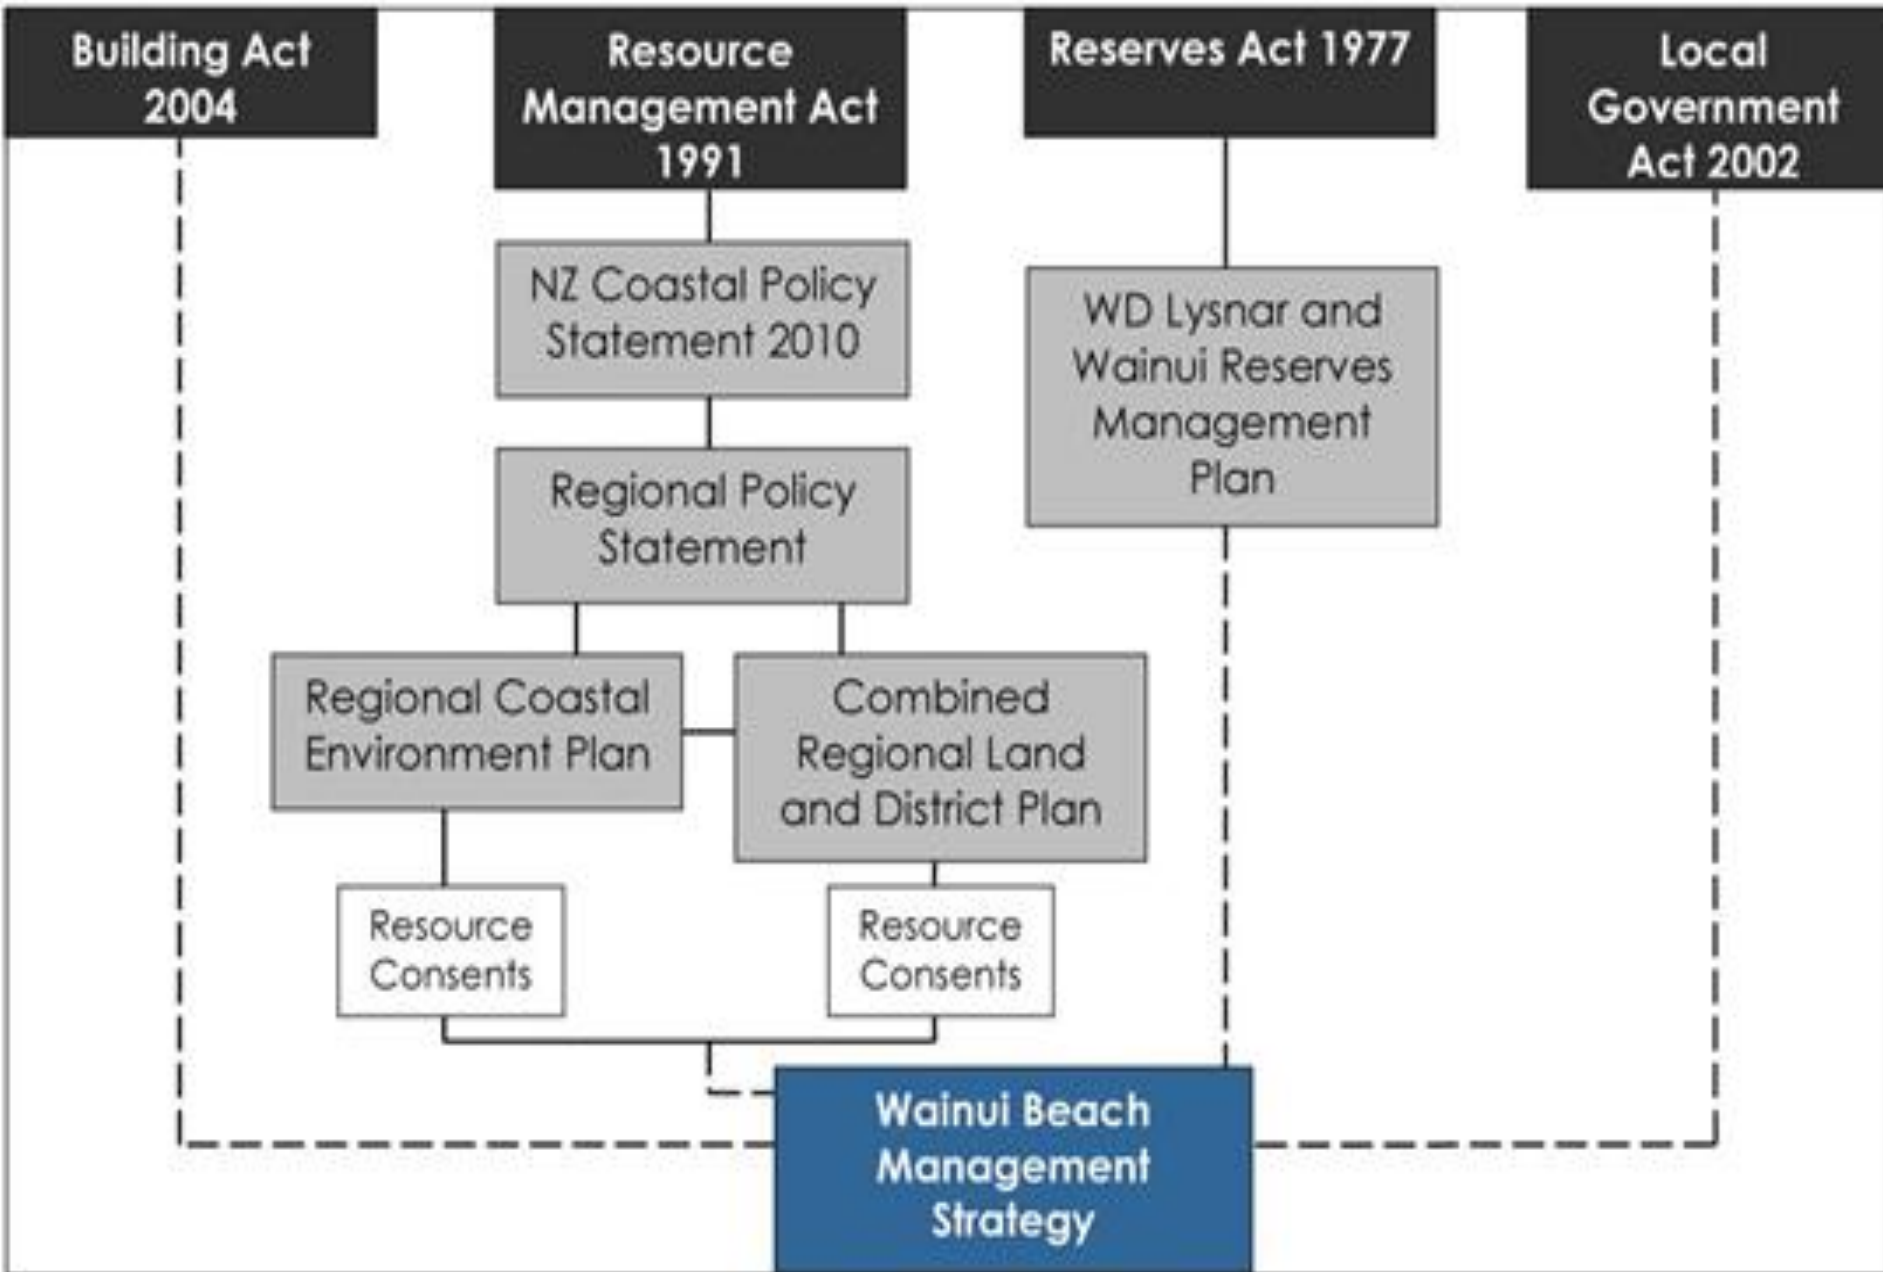 Building Act
2004
Resource
Management Act
1991
Reserves Act 1977
Local
Government
Act 2002
NZ Coastal Policy
Statement 2010
WD Lysnar and
Wainui Reserves
Management
Plan
Regional Policy
Statement
Regional Coastal
Environment Plan
Combined
Regional Land
and District Plan
Resource
Consents
Resource
Consents
Wainui Beach
Management
Strategy